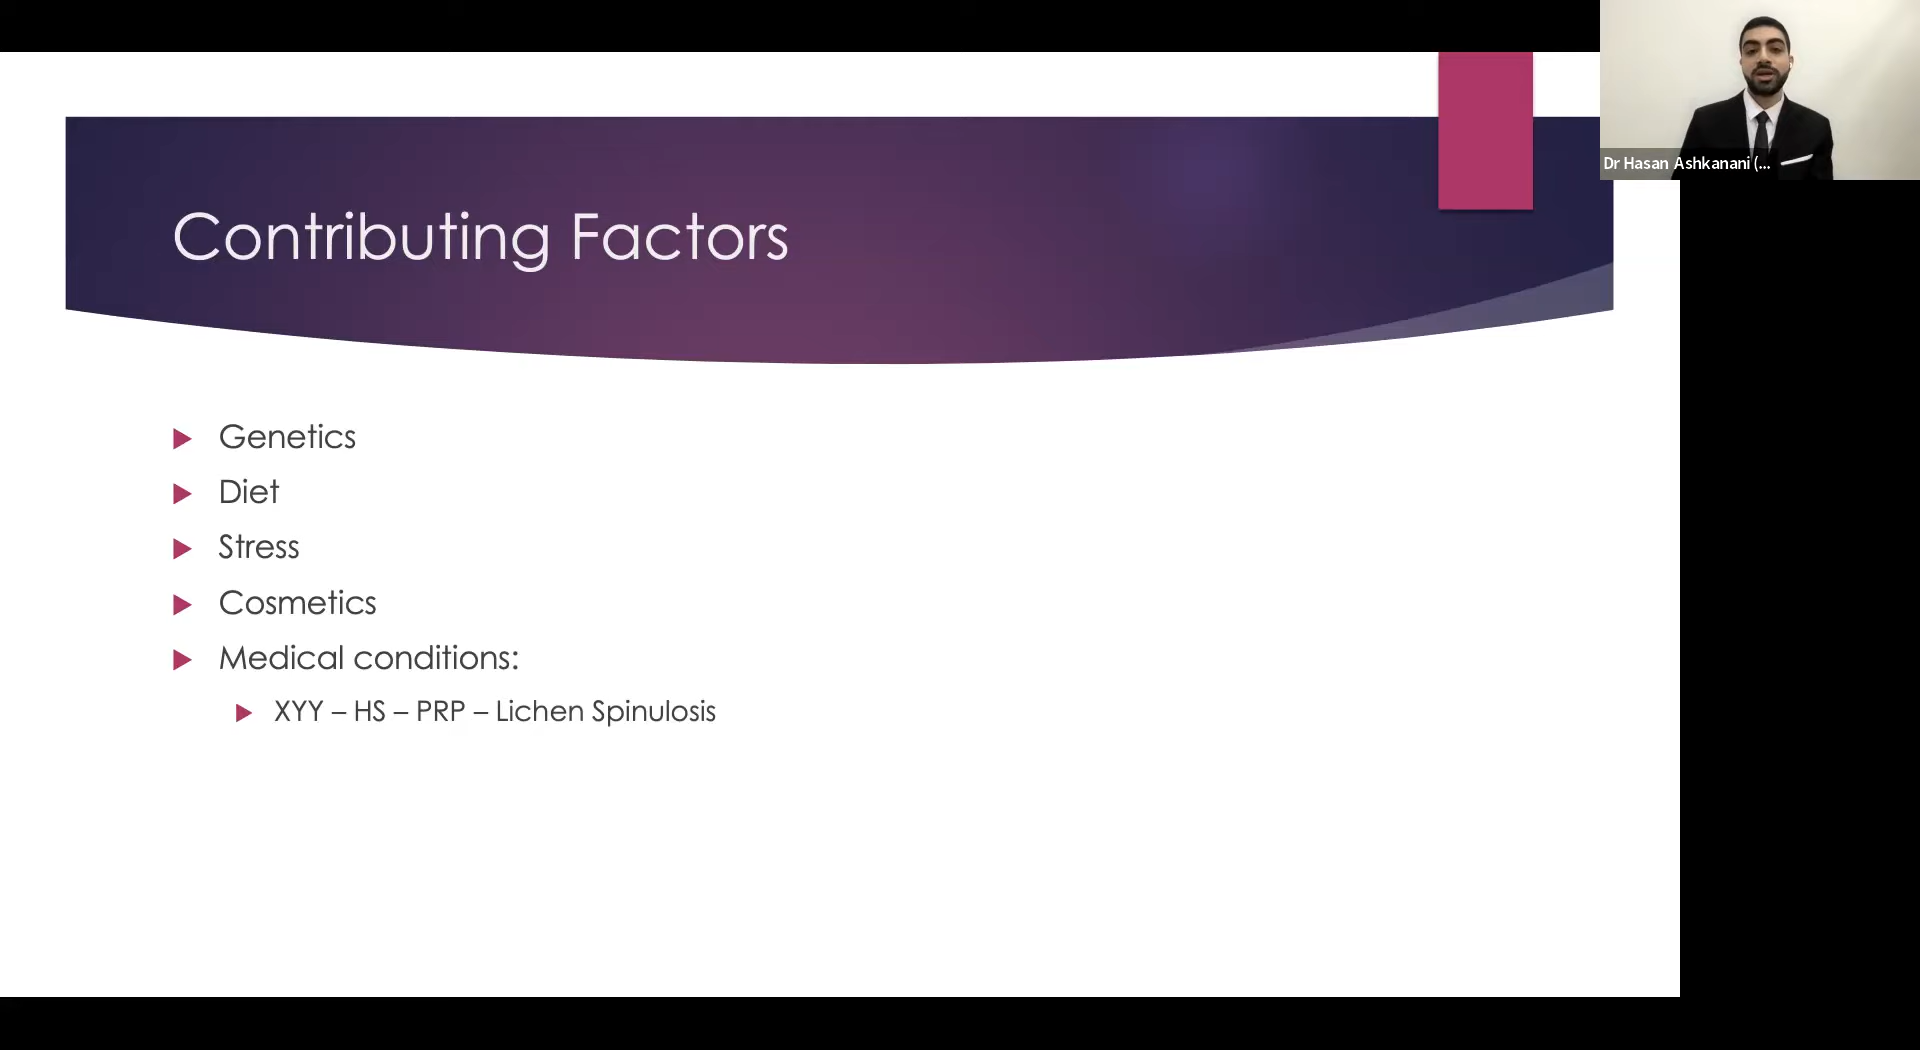 Dr Hasan Ashkanani (...
Contributing Factors
Genetics
Diet
Stress
Cosmetics
Medical conditions:
XYY – HS – PRP – Lichen Spinulosis